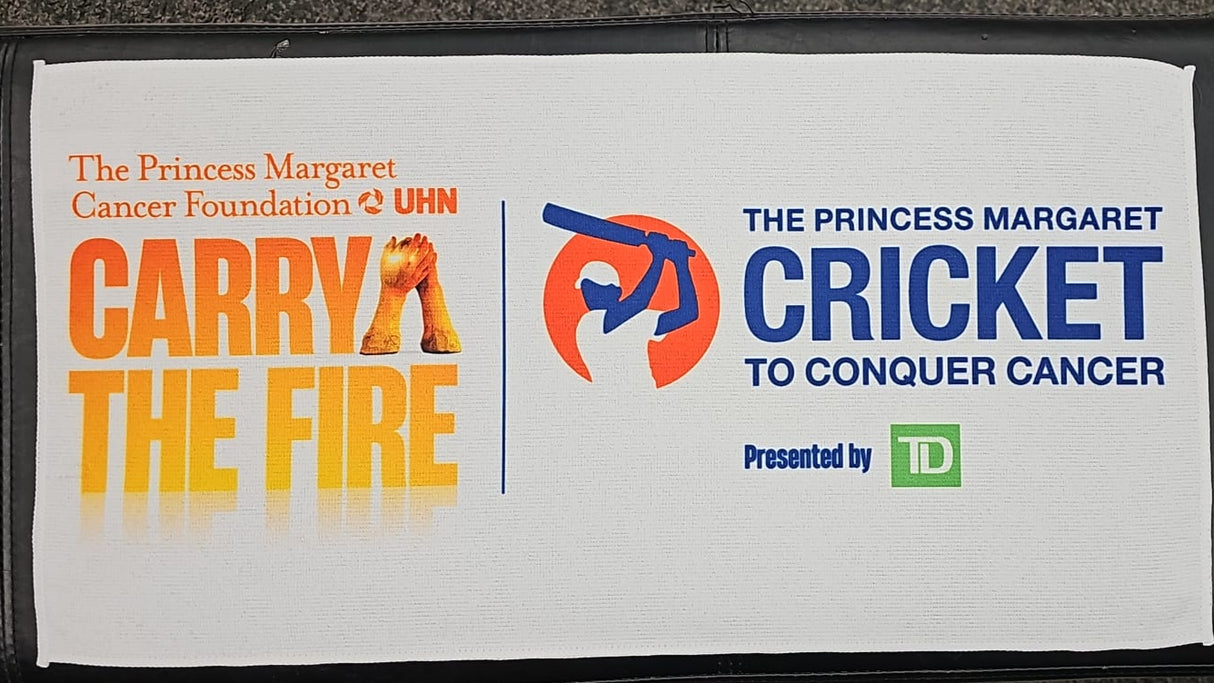 The Princess Margaret
Cancer Foundation UHN
CARRY
THE FIRE
THE PRINCESS MARGARET
CRICKET
TO CONQUER CANCER
Presented by TD